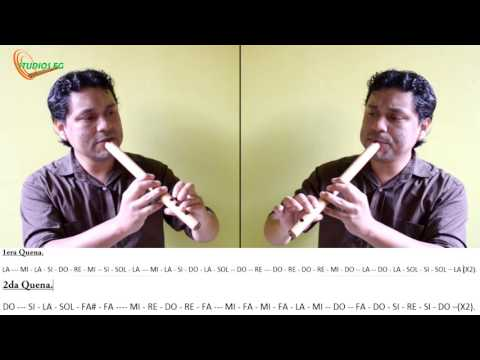 STUDIOS EG
1era Quena.
LA --- MI - LA - SI - DO - RE - MI -- SI - SOL - LA --- MI - LA - SI - DO - LA - SOL -- DO -- RE --- DO - RE - DO - RE - MI - DO -- LA -- DO - LA - SOL - SI - SOL -- LA (X2).
2da Quena.
DO --- SI - LA - SOL - FA# - FA ---- MI - RE - DO - RE - FA --- MI - FA - MI - FA - LA - MI -- DO -- FA - DO - SI - RE - SI - DO --(X2).